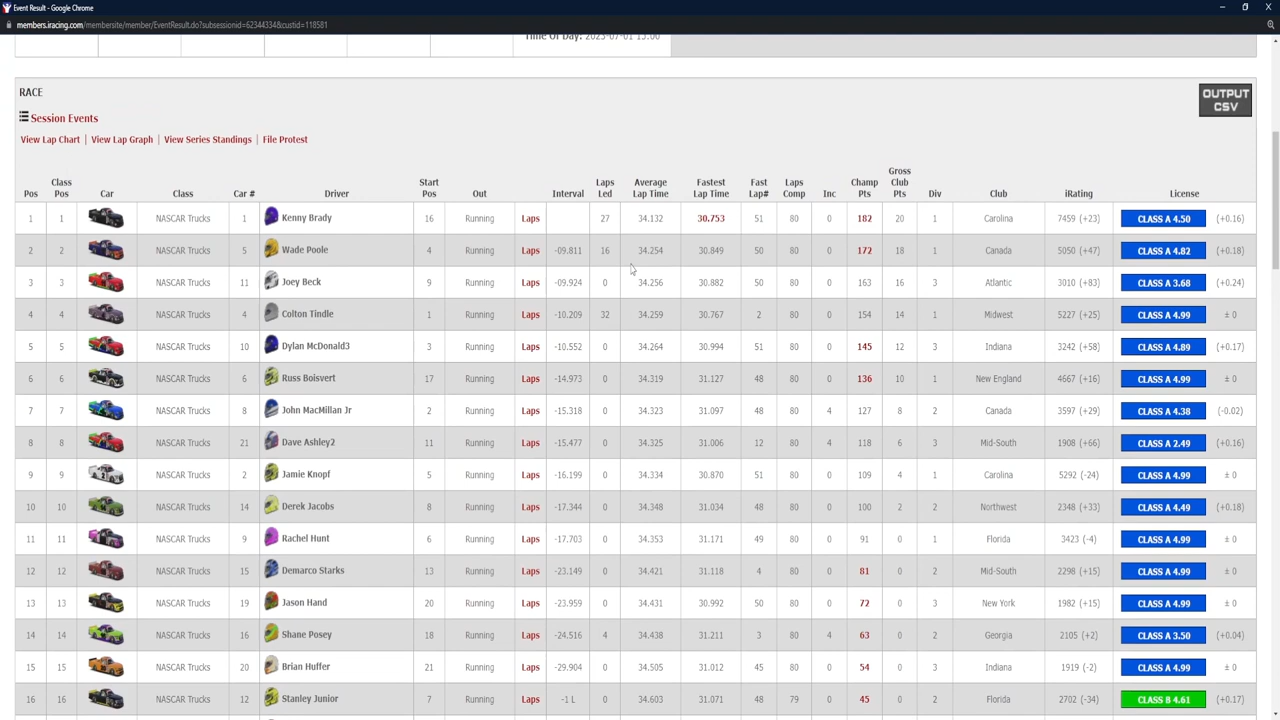 Event Result - Google Chrome
members.iracing.com/membersite/member/EventResult.do?subsessionid=62344334&custid=118581
Time Of Day: 2023-07-01 15:00
RACE
OUTPUT CSV
Session Events
View Lap Chart | View Lap Graph | View Series Standings | File Protest
Pos Class Pos Car Class Car # Driver Start Pos Out Interval Laps Led Average Lap Time Fastest Lap Time Fast Lap# Laps Comp Inc Champ Pts Gross Club Pts Div Club iRating License
1 1 NASCAR Trucks 1 Kenny Brady 16 Running Laps 27 34.132 30.753 51 80 0 182 20 1 Carolina 7459 (+23) CLASS A 4.50 (+0.16)
2 2 NASCAR Trucks 5 Wade Poole 4 Running Laps -09.811 16 34.254 30.849 50 80 0 172 18 1 Canada 5050 (+47) CLASS A 4.82 (+0.18)
3 3 NASCAR Trucks 11 Joey Beck 9 Running Laps -09.924 0 34.256 30.882 50 80 0 163 16 3 Atlantic 3010 (+83) CLASS A 3.68 (+0.24)
4 4 NASCAR Trucks 4 Colton Tindle 1 Running Laps -10.209 32 34.259 30.767 2 80 0 154 14 1 Midwest 5227 (+25) CLASS A 4.99 ± 0
5 5 NASCAR Trucks 10 Dylan McDonald3 3 Running Laps -10.552 0 34.264 30.994 51 80 0 145 12 3 Indiana 3242 (+58) CLASS A 4.89 (+0.17)
6 6 NASCAR Trucks 6 Russ Boisvert 17 Running Laps -14.973 0 34.319 31.127 48 80 0 136 10 1 New England 4667 (+16) CLASS A 4.99 ± 0
7 7 NASCAR Trucks 8 John MacMillan Jr 2 Running Laps -15.318 0 34.323 31.097 48 80 4 127 8 2 Canada 3597 (+29) CLASS A 4.38 (-0.02)
8 8 NASCAR Trucks 21 Dave Ashley2 11 Running Laps -15.477 0 34.325 31.006 12 80 4 118 6 3 Mid-South 1908 (+66) CLASS A 2.49 (+0.16)
9 9 NASCAR Trucks 2 Jamie Knopf 5 Running Laps -16.199 0 34.334 30.870 51 80 0 109 4 1 Carolina 5292 (-24) CLASS A 4.99 ± 0
10 10 NASCAR Trucks 14 Derek Jacobs 8 Running Laps -17.344 0 34.348 31.034 48 80 0 100 2 2 Northwest 2348 (+33) CLASS A 4.49 (+0.18)
11 11 NASCAR Trucks 9 Rachel Hunt 6 Running Laps -17.703 0 34.353 31.171 49 80 0 91 0 1 Florida 3423 (-4) CLASS A 4.99 ± 0
12 12 NASCAR Trucks 15 Demarco Starks 13 Running Laps -23.149 0 34.421 31.118 4 80 0 81 0 2 Mid-South 2298 (+15) CLASS A 4.99 ± 0
13 13 NASCAR Trucks 19 Jason Hand 20 Running Laps -23.959 0 34.431 30.992 50 80 0 72 0 3 New York 1982 (+15) CLASS A 4.99 ± 0
14 14 NASCAR Trucks 16 Shane Posey 18 Running Laps -24.516 4 34.438 31.211 3 80 4 63 0 2 Georgia 2105 (+2) CLASS A 3.50 (+0.04)
15 15 NASCAR Trucks 20 Brian Huffer 21 Running Laps -29.904 0 34.505 31.012 45 80 0 54 0 3 Indiana 1919 (-2) CLASS A 4.99 ± 0
16 16 NASCAR Trucks 12 Stanley Junior 7 Running Laps -1 L 0 34.603 31.071 48 79 0 45 0 2 Florida 2702 (-34) CLASS B 4.61 (+0.17)